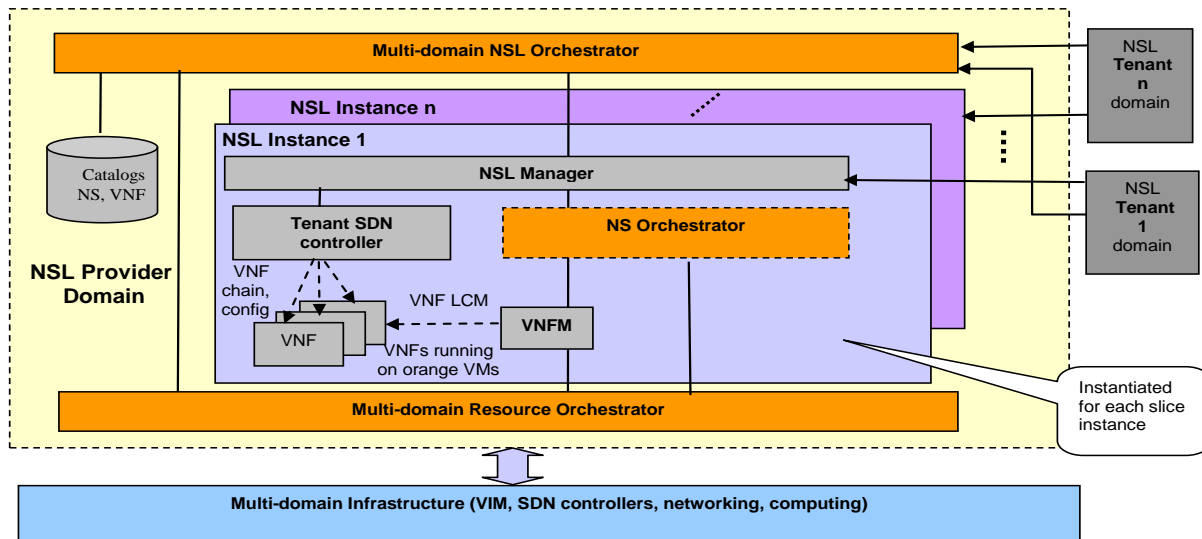 Multi-domain NSL Orchestrator
NSL
Tenant
n
domain
NSL Instance n
NSL Instance 1
Catalogs
NS, VNF
NSL Manager
NSL
Tenant
1
domain
Tenant SDN
controller
NS Orchestrator
NSL Provider
Domain
VNF
chain,
config
VNF LCM
VNFM
VNF
VNFs running
on orange VMs
Instantiated
for each slice
instance
Multi-domain Resource Orchestrator
Multi-domain Infrastructure (VIM, SDN controllers, networking, computing)